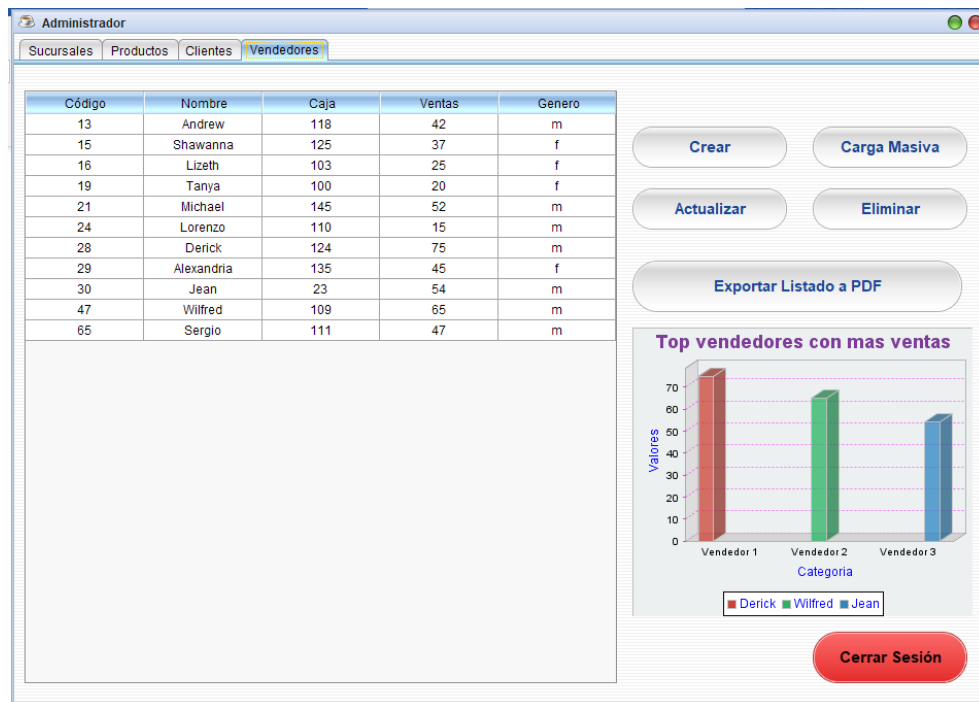 Administrador
Sucursales Productos Clientes Vendedores
Código Nombre Caja Ventas Genero
13 Andrew 118 42 m
15 Shawanna 125 37 f
16 Lizeth 103 25 f
19 Tanya 100 20 f
21 Michael 145 52 m
24 Lorenzo 110 15 m
28 Derick 124 75 m
29 Alexandria 135 45 f
30 Jean 23 54 m
47 Wilfred 109 65 m
65 Sergio 111 47 m
Crear Carga Masiva
Actualizar Eliminar
Exportar Listado a PDF
Top vendedores con mas ventas
Valores
70
60
50
40
30
20
10
0
Vendedor 1 Vendedor 2 Vendedor 3
Categoria
Derick Wilfred Jean
Cerrar Sesión